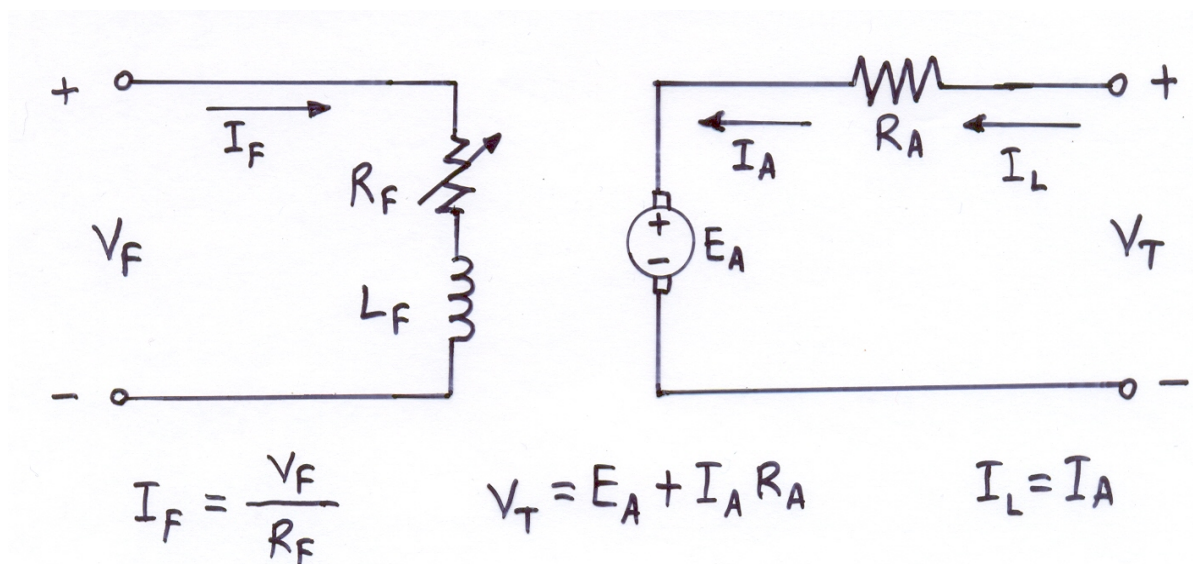 + +
I_F I_A R_A I_L
R_F
V_F + − E_A V_T
L_F
− −
I_F = V_F / R_F V_T = E_A + I_A R_A I_L = I_A